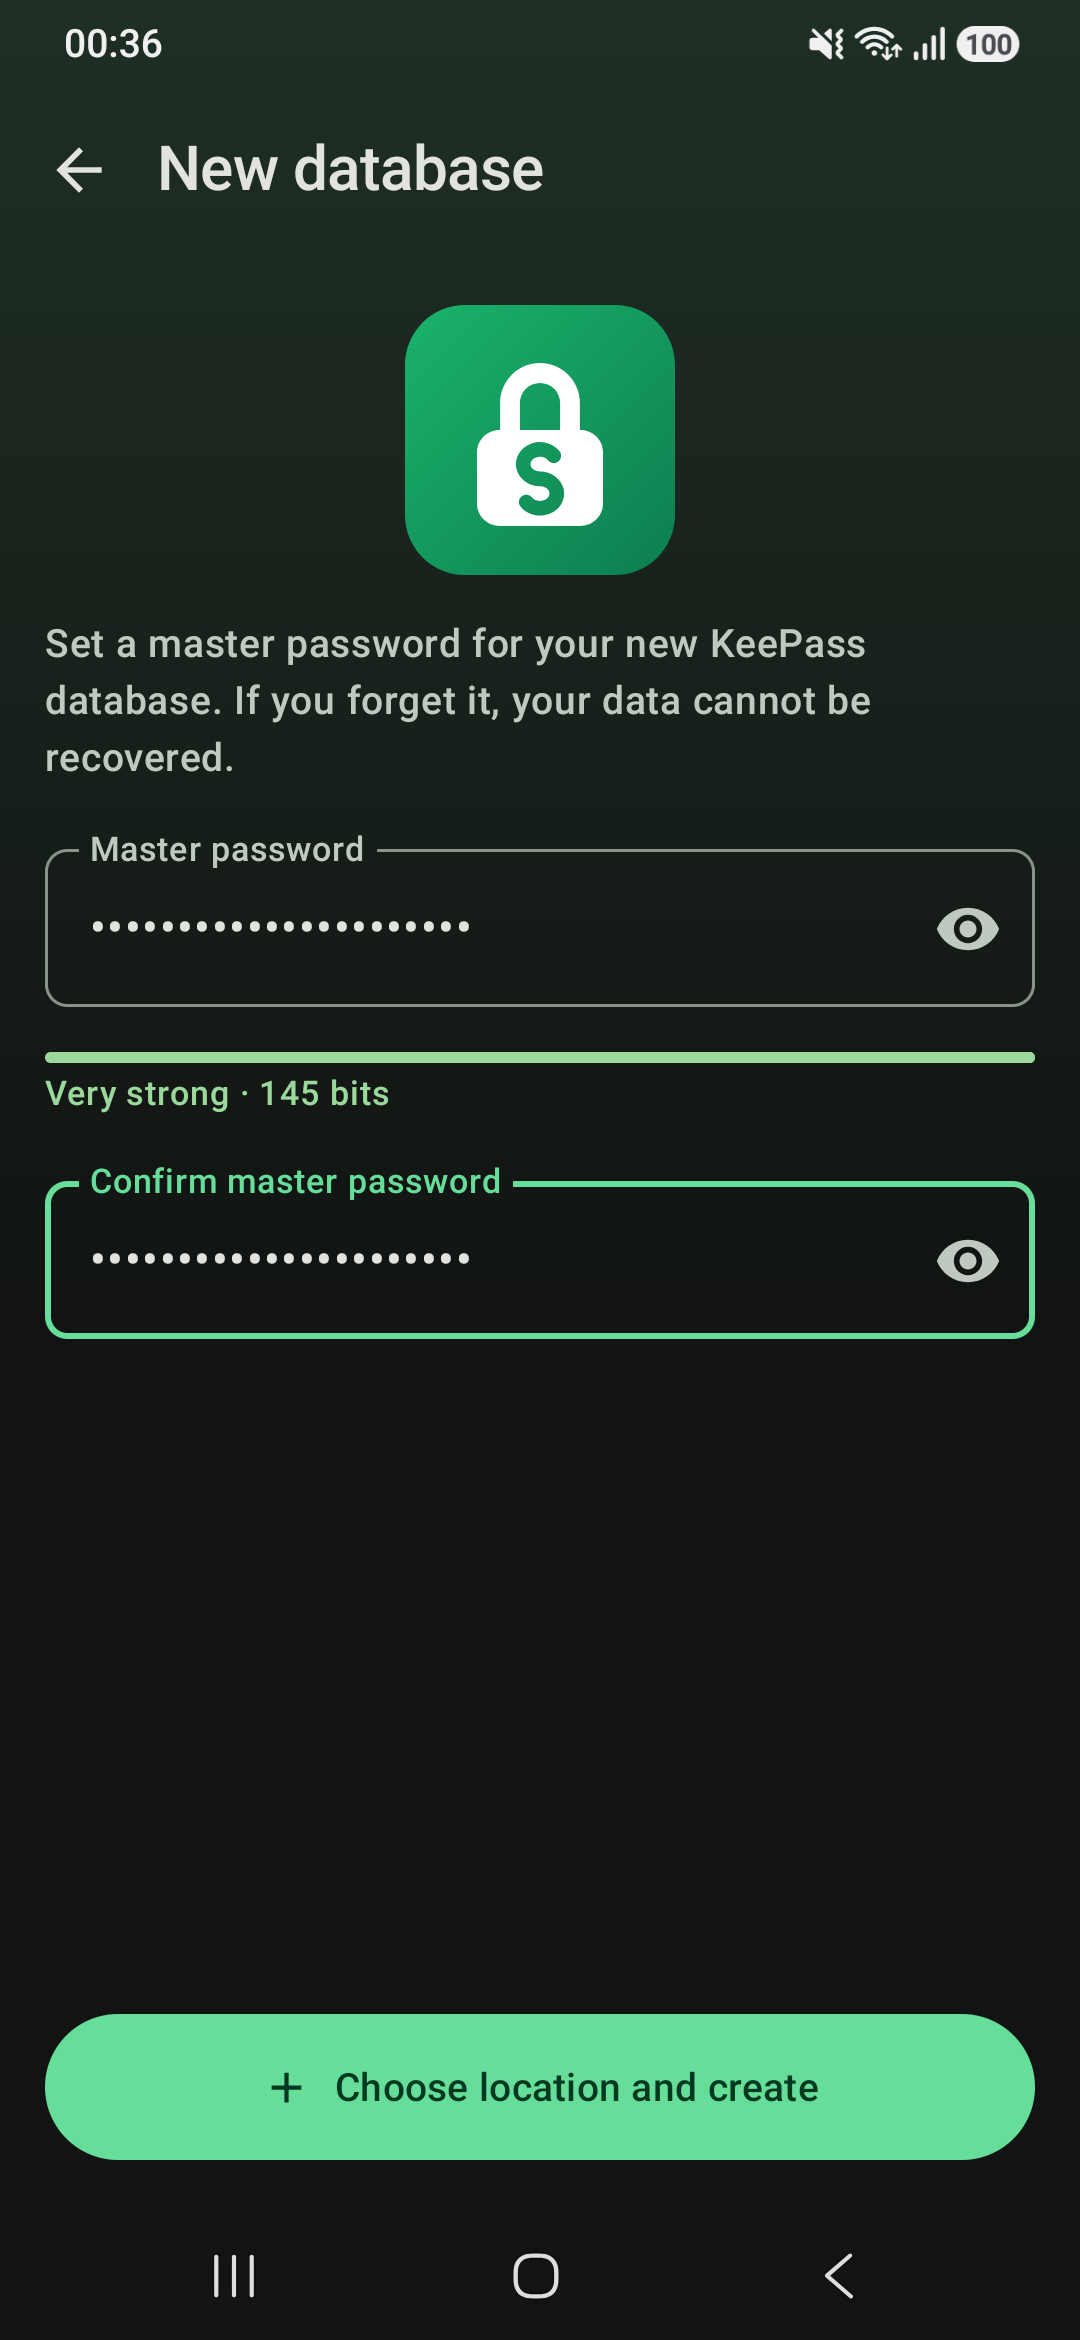 00:36
100
New database
S
Set a master password for your new KeePass
database. If you forget it, your data cannot be
recovered.
Master password
••••••••••••••••••••••
Very strong · 145 bits
Confirm master password
••••••••••••••••••••••
+ Choose location and create